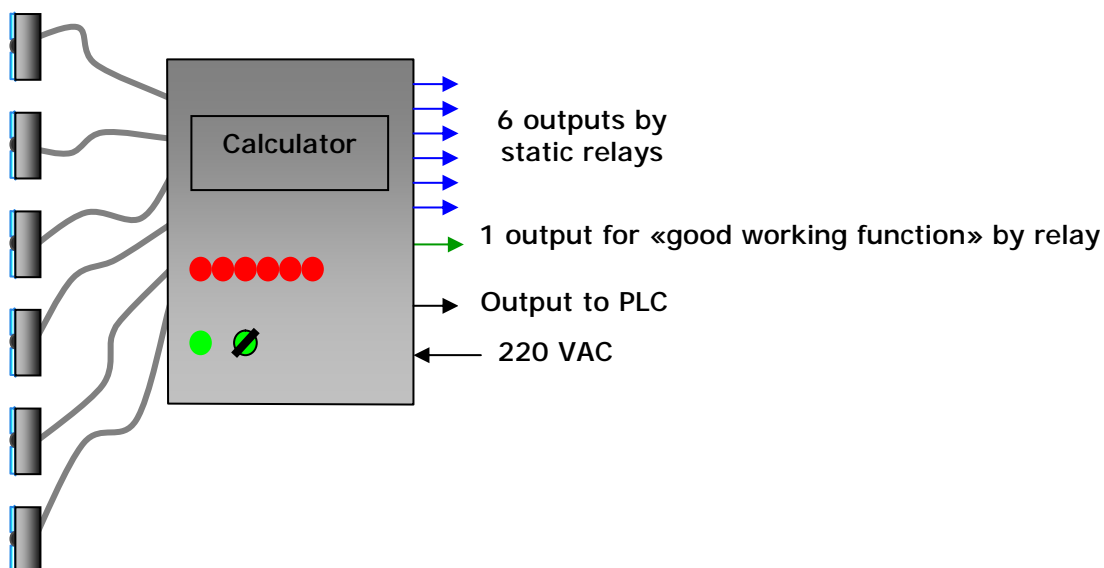 Calculator
6 outputs by
static relays
1 output for «good working function» by relay
Output to PLC
220 VAC